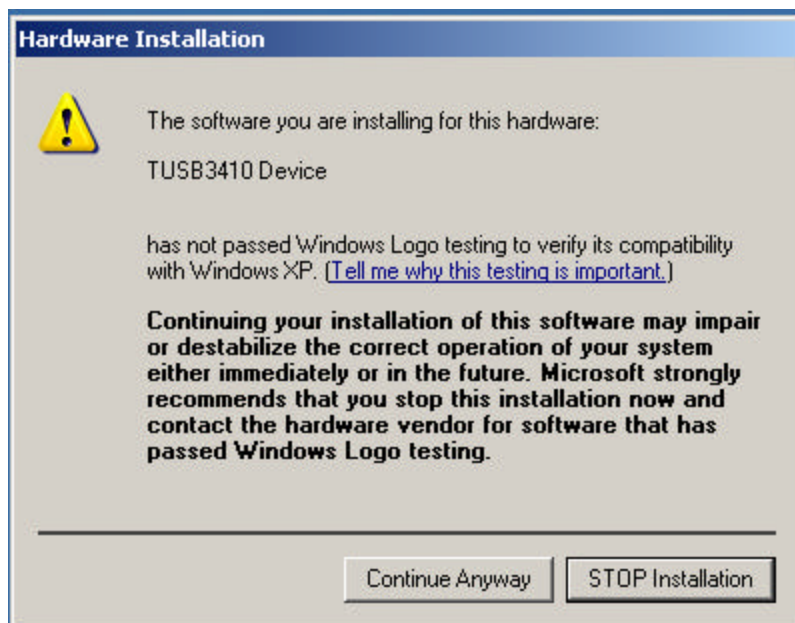 Hardware Installation
The software you are installing for this hardware:
TUSB3410 Device
has not passed Windows Logo testing to verify its compatibility
with Windows XP. (Tell me why this testing is important.)
Continuing your installation of this software may impair
or destabilize the correct operation of your system
either immediately or in the future. Microsoft strongly
recommends that you stop this installation now and
contact the hardware vendor for software that has
passed Windows Logo testing.
Continue Anyway STOP Installation